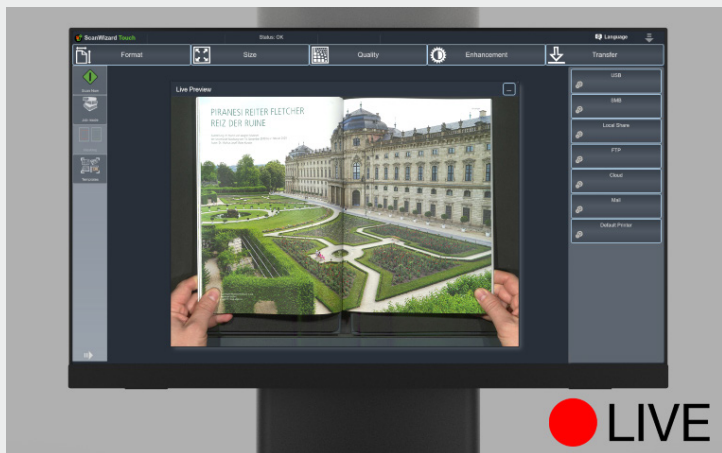 ScanWizard Touch
Status: OK
Language
Format
Size
Quality
Enhancement
Transfer
Live Preview
PIRANESI REITER FLETCHER
REIZ DER RUINE
USB
SMB
Local Share
FTP
Cloud
Mail
Default Printer
Templates
LIVE